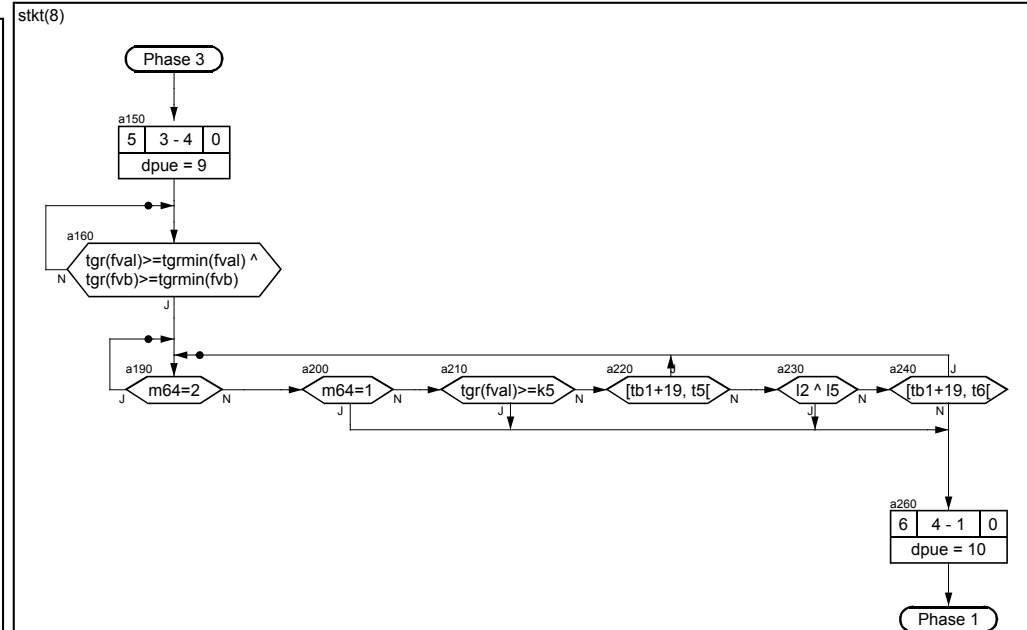 stkt(8)
Phase 3
a150
5 3 - 4 0
dpue = 9
a160
tgr(fval)>=tgrmin(fval) ^
tgr(fvb)>=tgrmin(fvb)
N
J
a190 a200 a210 a220 J a230 a240 J
m64=2 m64=1 tgr(fval)>=k5 [tb1+19, t5[ l2 ^ l5 [tb1+19, t6[
J N J N J N N J N N
a260
6 4 - 1 0
dpue = 10
Phase 1